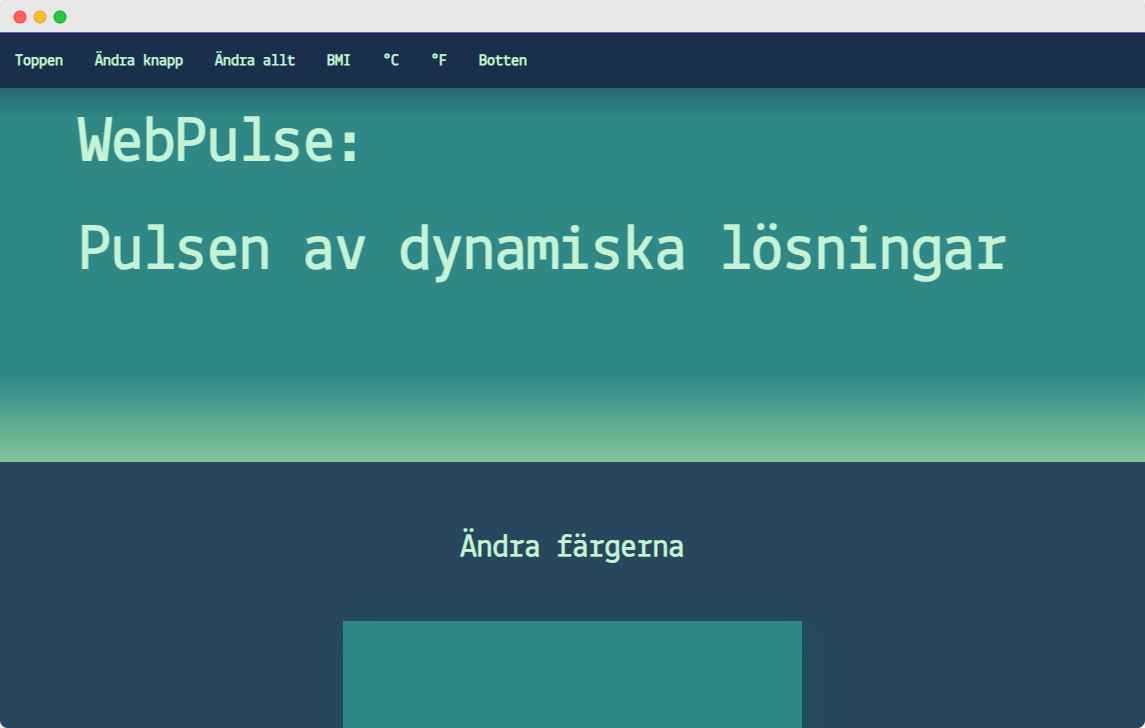 Toppen Ändra knapp Ändra allt BMI °C °F Botten
WebPulse:
Pulsen av dynamiska lösningar
Ändra färgerna